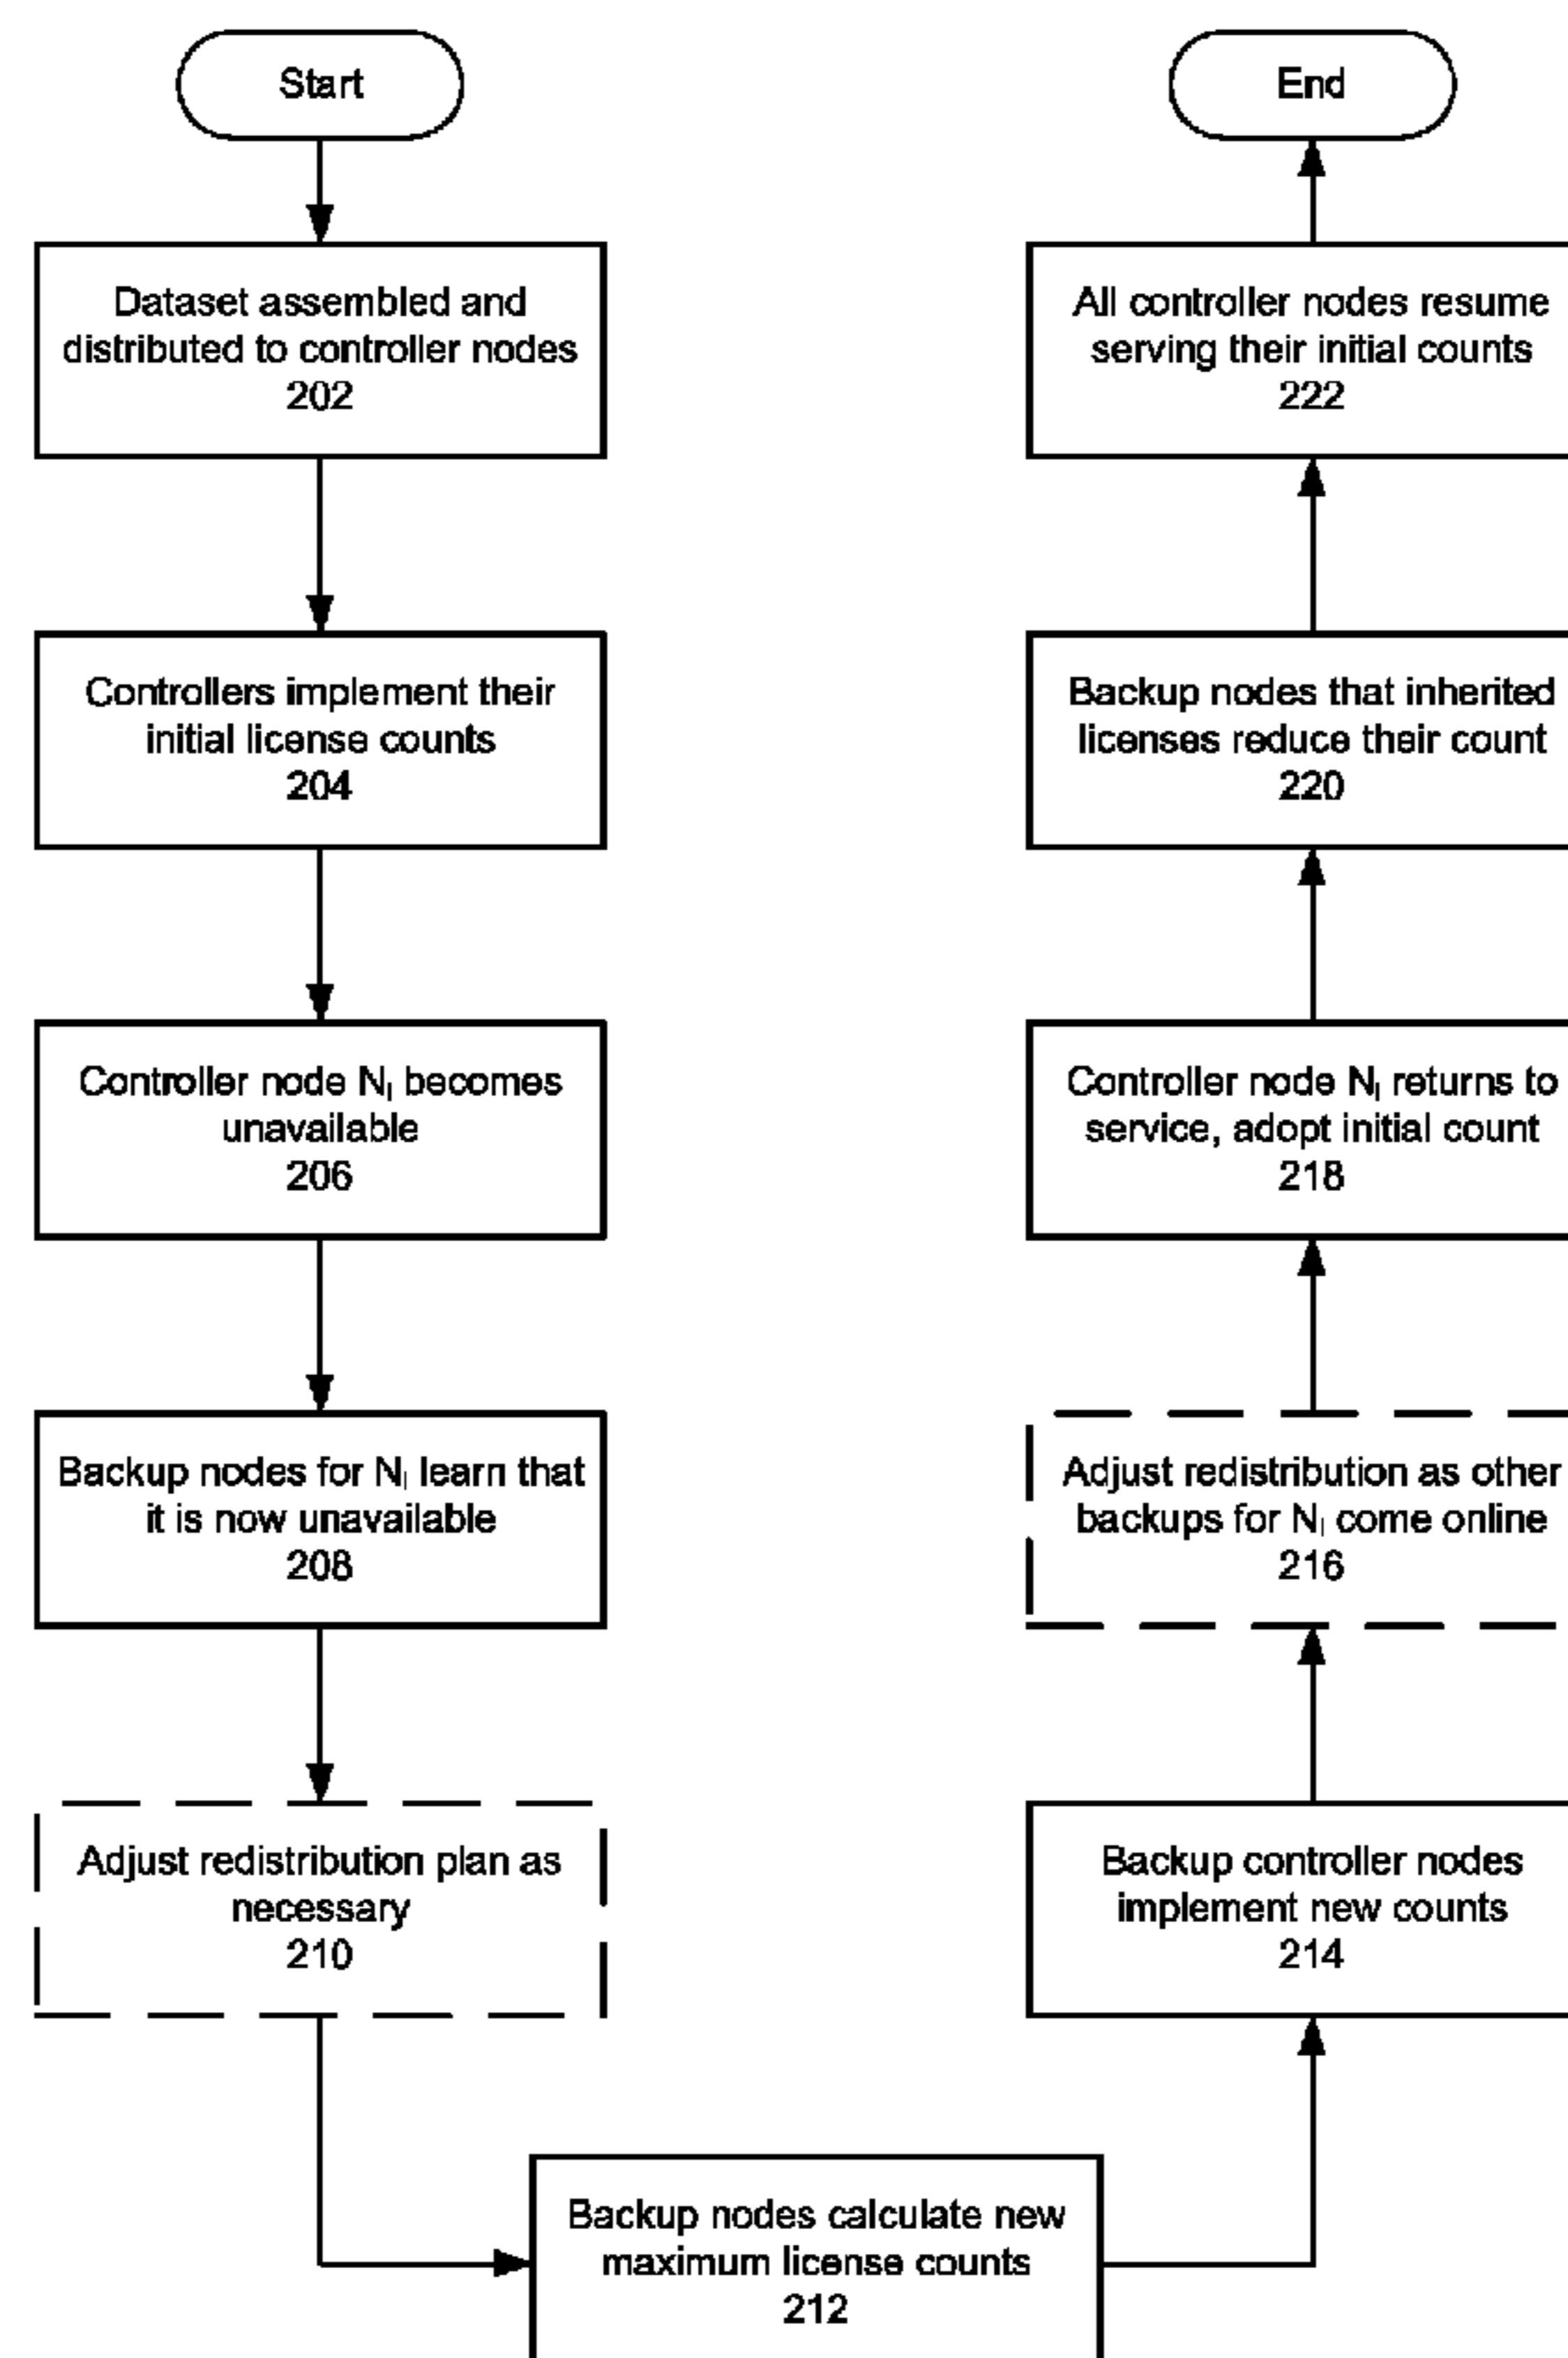 Start
Dataset assembled and
distributed to controller nodes
202
Controllers implement their
initial license counts
204
Controller node Nᵢ becomes
unavailable
206
Backup nodes for Nᵢ learn that
it is now unavailable
208
Adjust redistribution plan as
necessary
210
Backup nodes calculate new
maximum license counts
212
Backup controller nodes
implement new counts
214
Adjust redistribution as other
backups for Nᵢ come online
216
Controller node Nᵢ returns to
service, adopt initial count
218
Backup nodes that inherited
licenses reduce their count
220
All controller nodes resume
serving their initial counts
222
End